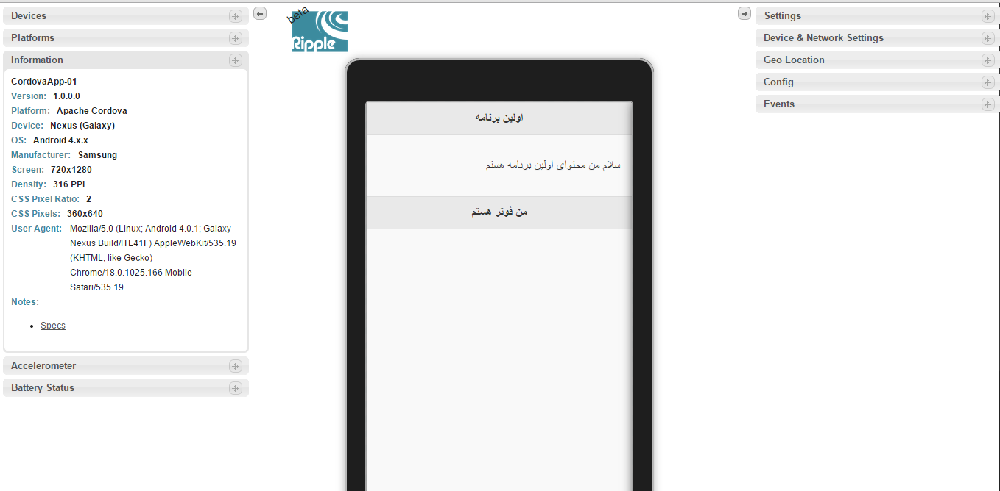 Devices
Platforms
Information
CordovaApp-01
Version: 1.0.0.0
Platform: Apache Cordova
Device: Nexus (Galaxy)
OS: Android 4.x.x
Manufacturer: Samsung
Screen: 720x1280
Density: 316 PPI
CSS Pixel Ratio: 2
CSS Pixels: 360x640
User Agent: Mozilla/5.0 (Linux; Android 4.0.1; Galaxy
Nexus Build/ITL41F) AppleWebKit/535.19
(KHTML, like Gecko)
Chrome/18.0.1025.166 Mobile
Safari/535.19
Notes:
Specs
Accelerometer
Battery Status
beta
Ripple
اولین برنامه
سلام من محتوای اولین برنامه هستم
من فوتر هستم
Settings
Device & Network Settings
Geo Location
Config
Events